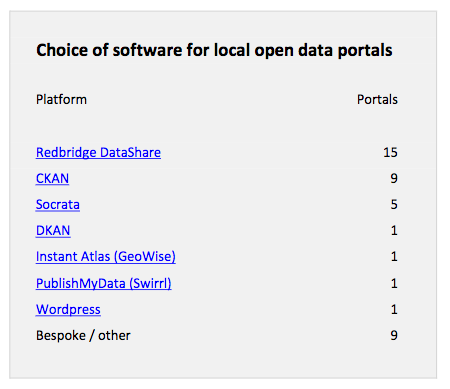 Choice of software for local open data portals
Platform Portals
Redbridge DataShare 15
CKAN 9
Socrata 5
DKAN 1
Instant Atlas (GeoWise) 1
PublishMyData (Swirrl) 1
Wordpress 1
Bespoke / other 9